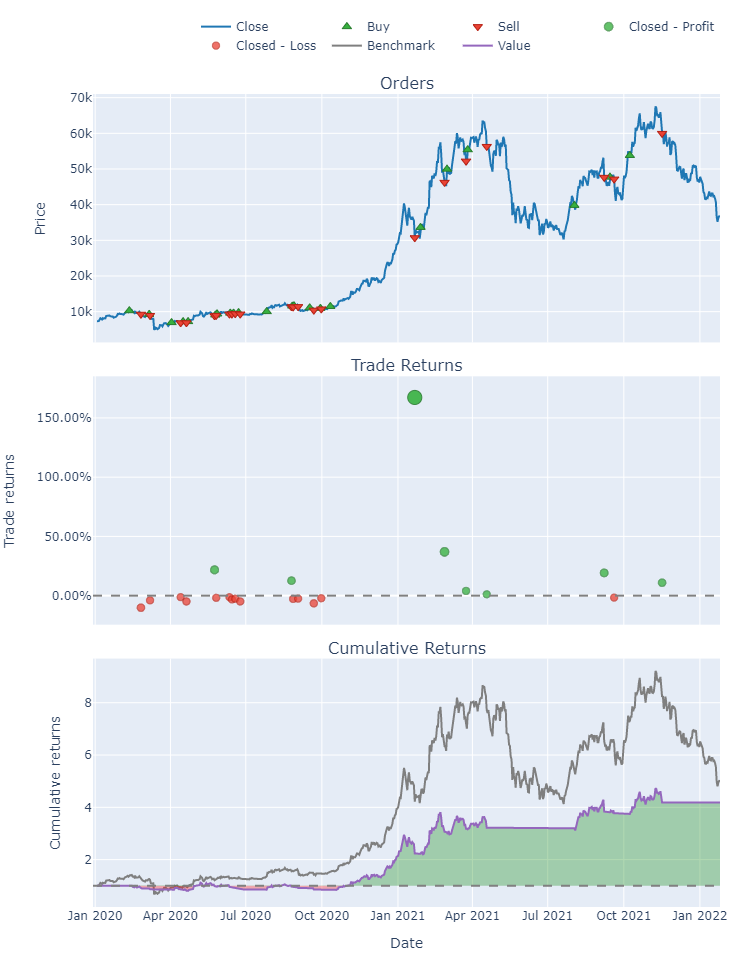 Close Buy Sell Closed - Profit
Closed - Loss Benchmark Value
Orders
70k
60k
50k
40k
30k
20k
10k
Price
Trade Returns
150.00%
100.00%
50.00%
0.00%
Trade returns
Cumulative Returns
8
6
4
2
Cumulative returns
Jan 2020 Apr 2020 Jul 2020 Oct 2020 Jan 2021 Apr 2021 Jul 2021 Oct 2021 Jan 2022
Date